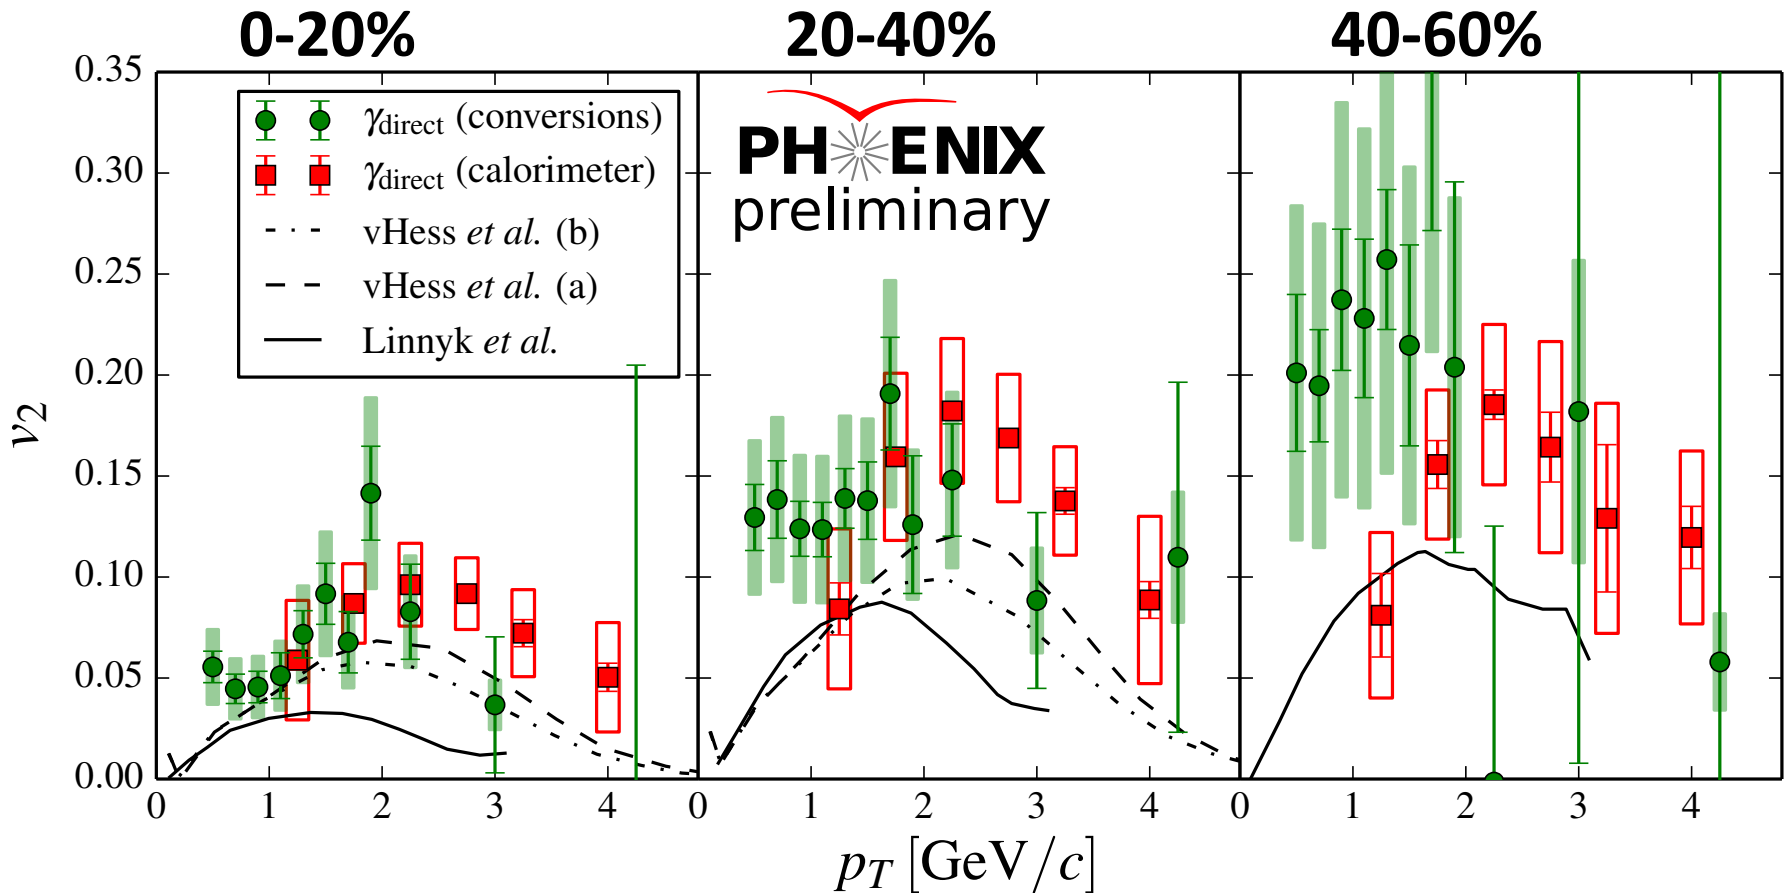 0-20% 20-40% 40-60%
0.35
0.30
0.25
0.20
0.15
0.10
0.05
0.00
v2
γdirect (conversions)
γdirect (calorimeter)
vHess et al. (b)
vHess et al. (a)
Linnyk et al.
PHENIX
preliminary
0 1 2 3 4 0 1 2 3 4 0 1 2 3 4
pT [GeV/c]